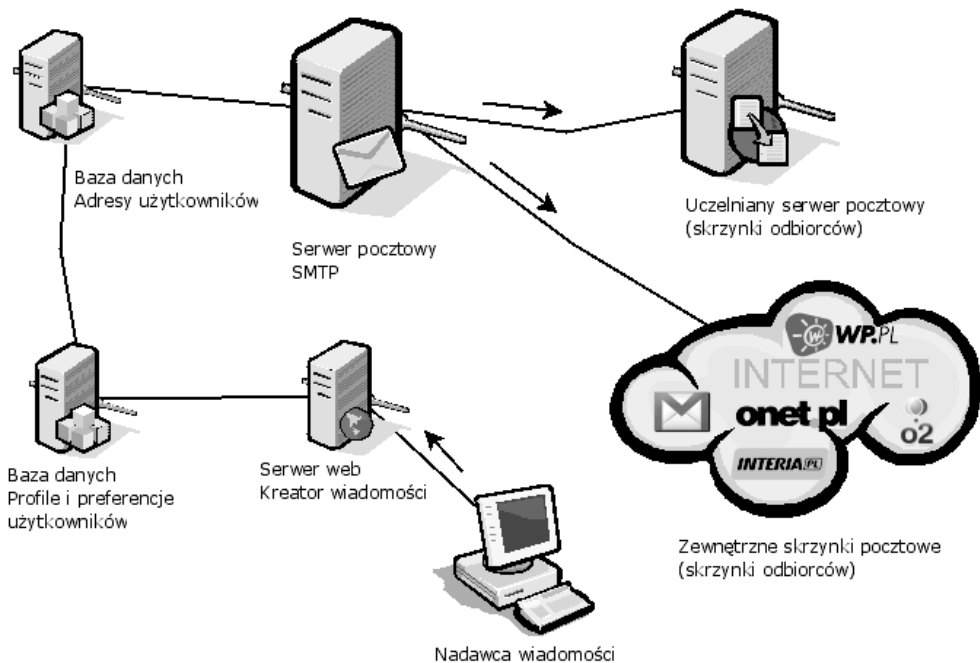 Baza danych
Adresy użytkowników
Serwer pocztowy
SMTP
Uczelniany serwer pocztowy
(skrzynki odbiorców)
WP.PL
INTERNET
onet pl
o2
INTERIA PL
Baza danych
Profile i preferencje
użytkowników
Serwer web
Kreator wiadomości
Zewnętrzne skrzynki pocztowe
(skrzynki odbiorców)
Nadawca wiadomości